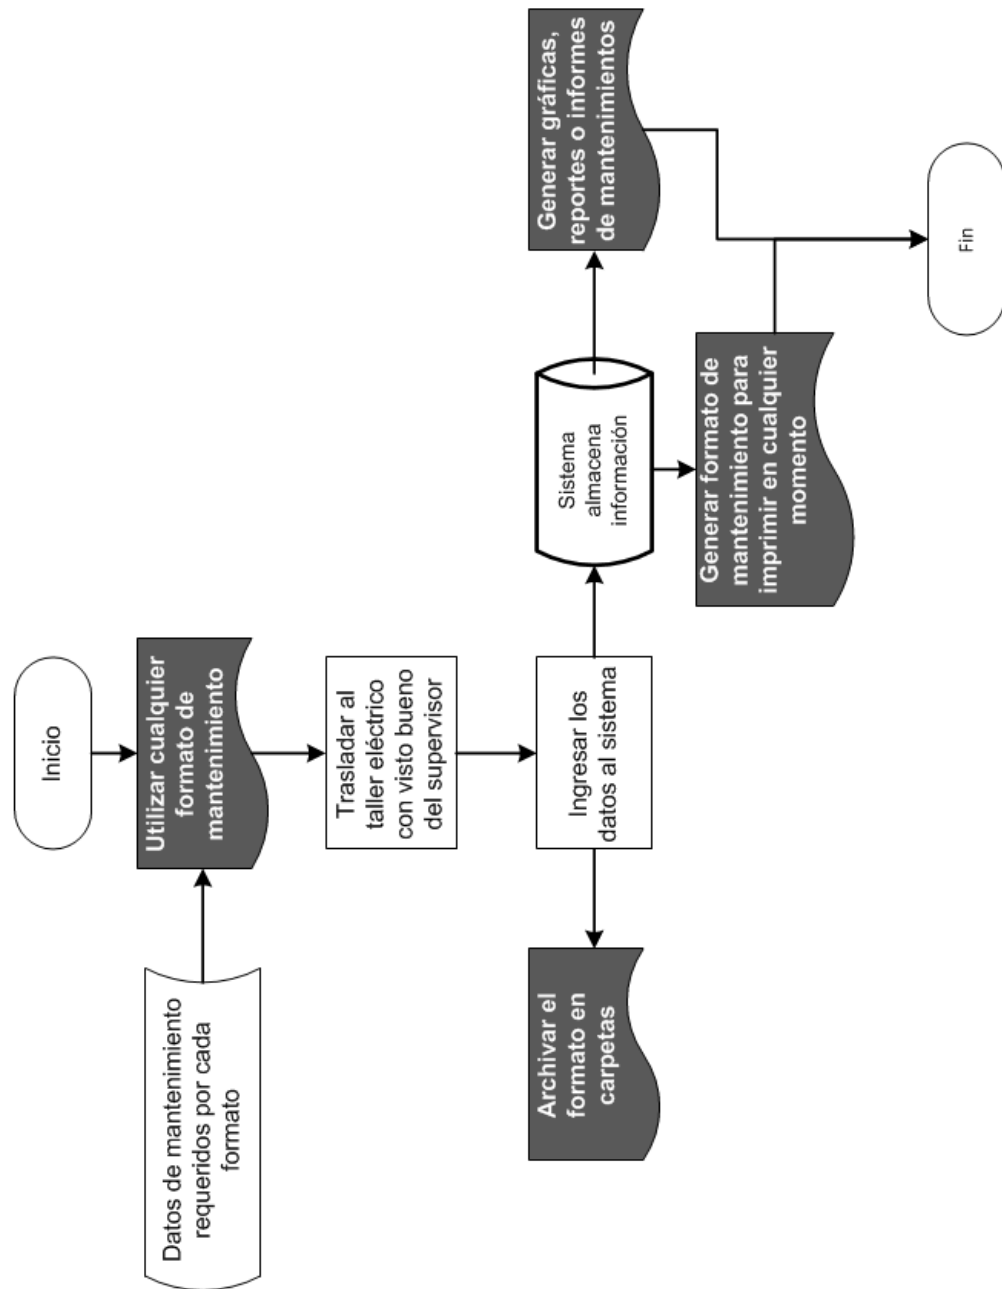 Inicio
Datos de mantenimiento
requeridos por cada
formato
Utilizar cualquier
formato de
mantenimiento
Trasladar al
taller eléctrico
con visto bueno
del supervisor
Archivar el
formato en
carpetas
Ingresar los
datos al sistema
Sistema
almacena
información
Generar gráficas,
reportes o informes
de mantenimientos
Generar formato de
mantenimiento para
imprimir en cualquier
momento
Fin